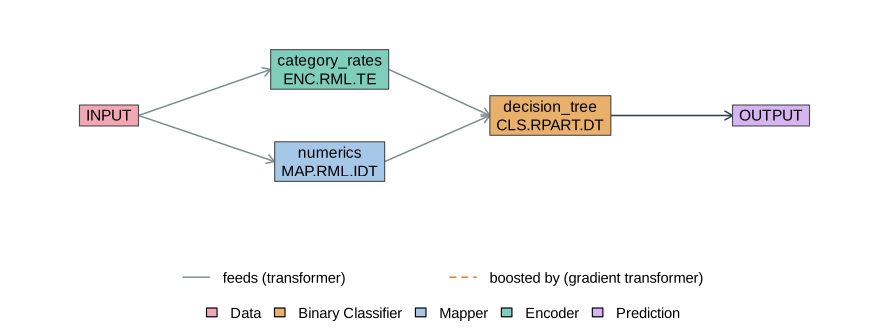 category_rates
ENC.RML.TE
INPUT
decision_tree
CLS.RPART.DT
OUTPUT
numerics
MAP.RML.IDT
feeds (transformer)
boosted by (gradient transformer)
Data
Binary Classifier
Mapper
Encoder
Prediction